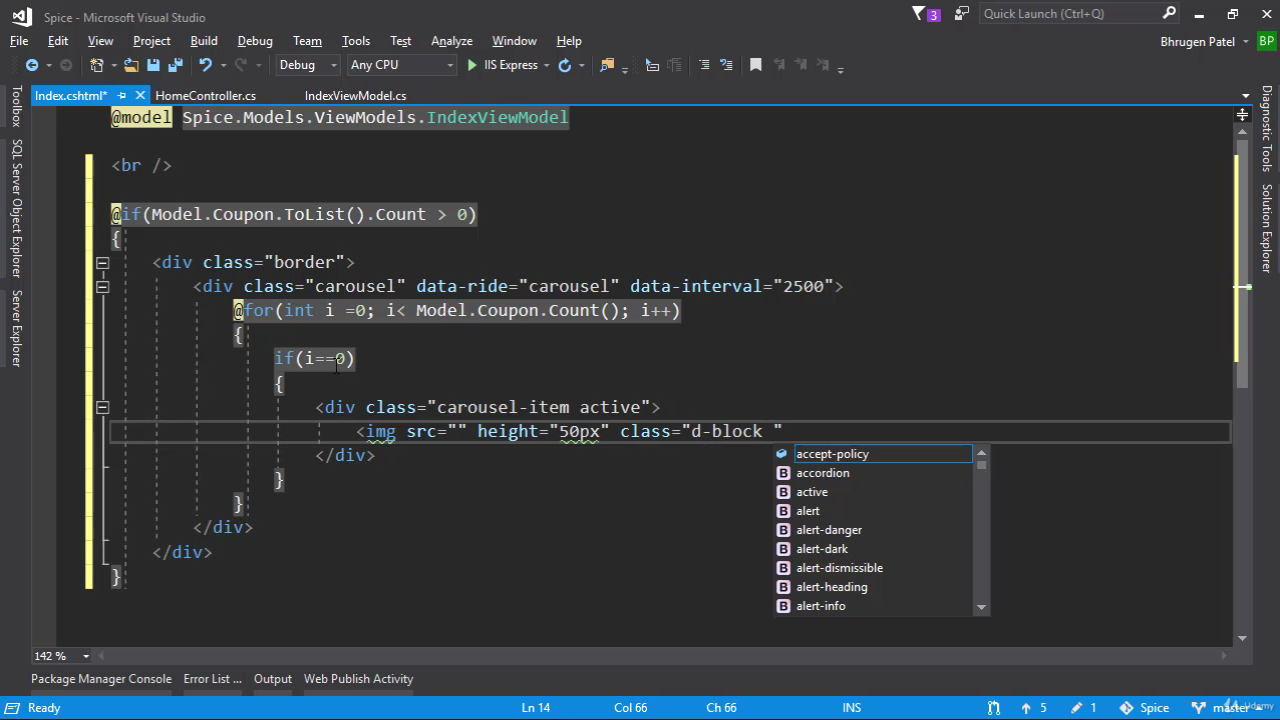 Spice - Microsoft Visual Studio
3
Quick Launch (Ctrl+Q)
File Edit View Project Build Debug Team Tools Test Analyze Window Help
Bhrugen Patel BP
Debug Any CPU IIS Express
Index.cshtml* HomeController.cs IndexViewModel.cs
Toolbox
SQL Server Object Explorer
Server Explorer
Diagnostic Tools
Solution Explorer
@model Spice.Models.ViewModels.IndexViewModel
<br />
@if(Model.Coupon.ToList().Count > 0)
{
<div class="border">
<div class="carousel" data-ride="carousel" data-interval="2500">
@for(int i =0; i< Model.Coupon.Count(); i++)
{
if(i==0)
{
<div class="carousel-item active">
<img src="" height="50px" class="d-block "
</div>
}
}
</div>
</div>
}
accept-policy
accordion
active
alert
alert-danger
alert-dark
alert-dismissible
alert-heading
alert-info
142 %
Package Manager Console Error List ... Output Web Publish Activity
Ready Ln 14 Col 66 Ch 66 INS 5 1 Spice master
Udemy